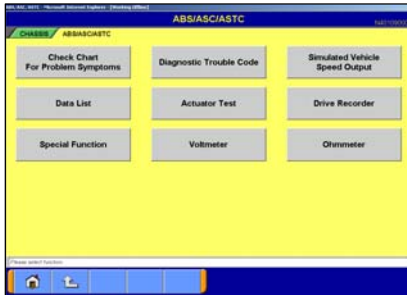 ABS/ASC/ASTC
CHASSIS
ABS/ASC/ASTC
Check Chart
For Problem Symptoms
Diagnostic Trouble Code
Simulated Vehicle
Speed Output
Data List
Actuator Test
Drive Recorder
Special Function
Voltmeter
Ohmmeter
Please select function.